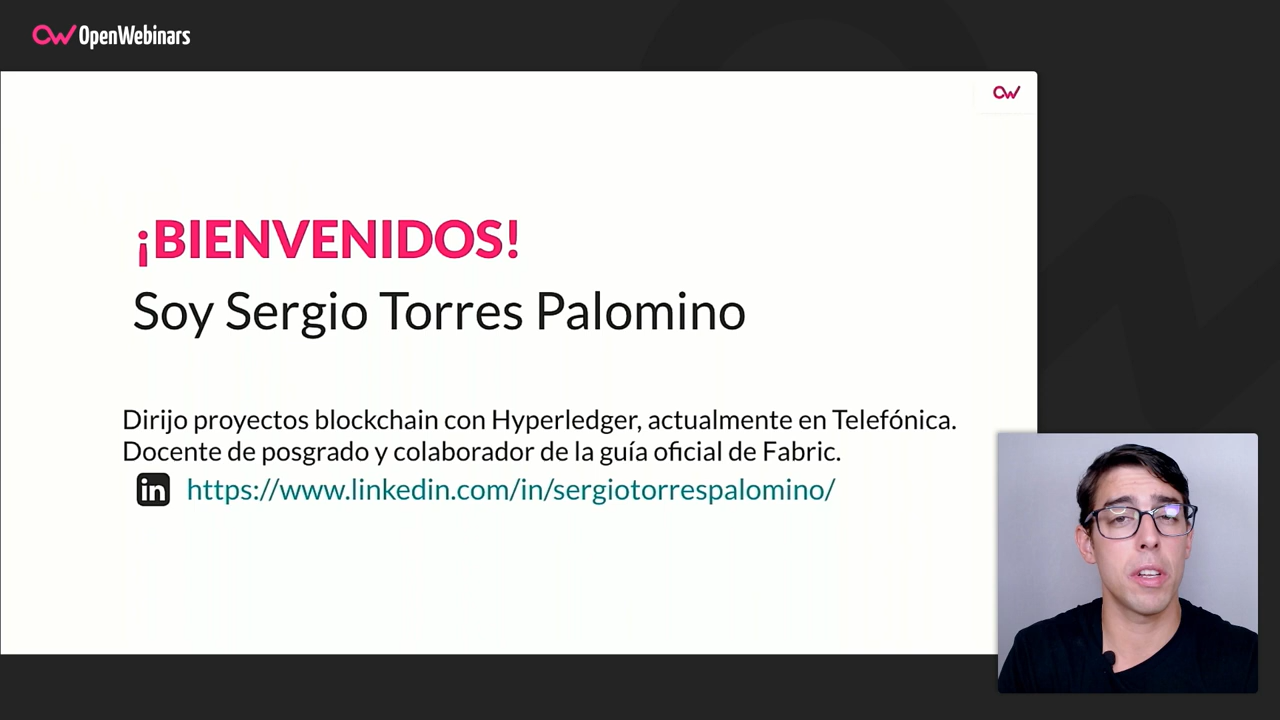 OpenWebinars
¡BIENVENIDOS!
Soy Sergio Torres Palomino
Dirijo proyectos blockchain con Hyperledger, actualmente en Telefónica.
Docente de posgrado y colaborador de la guía oficial de Fabric.
in https://www.linkedin.com/in/sergiotorrespalomino/